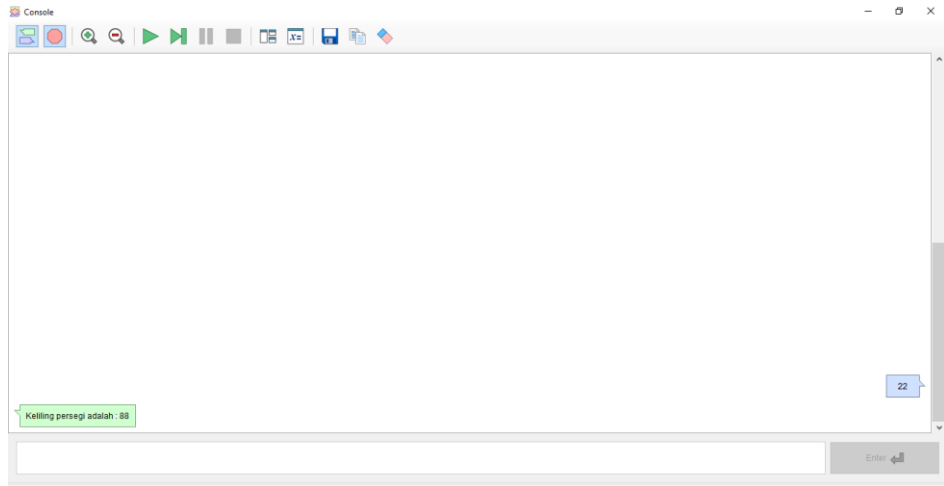 Console
x=
22
Keliling persegi adalah : 88
Enter